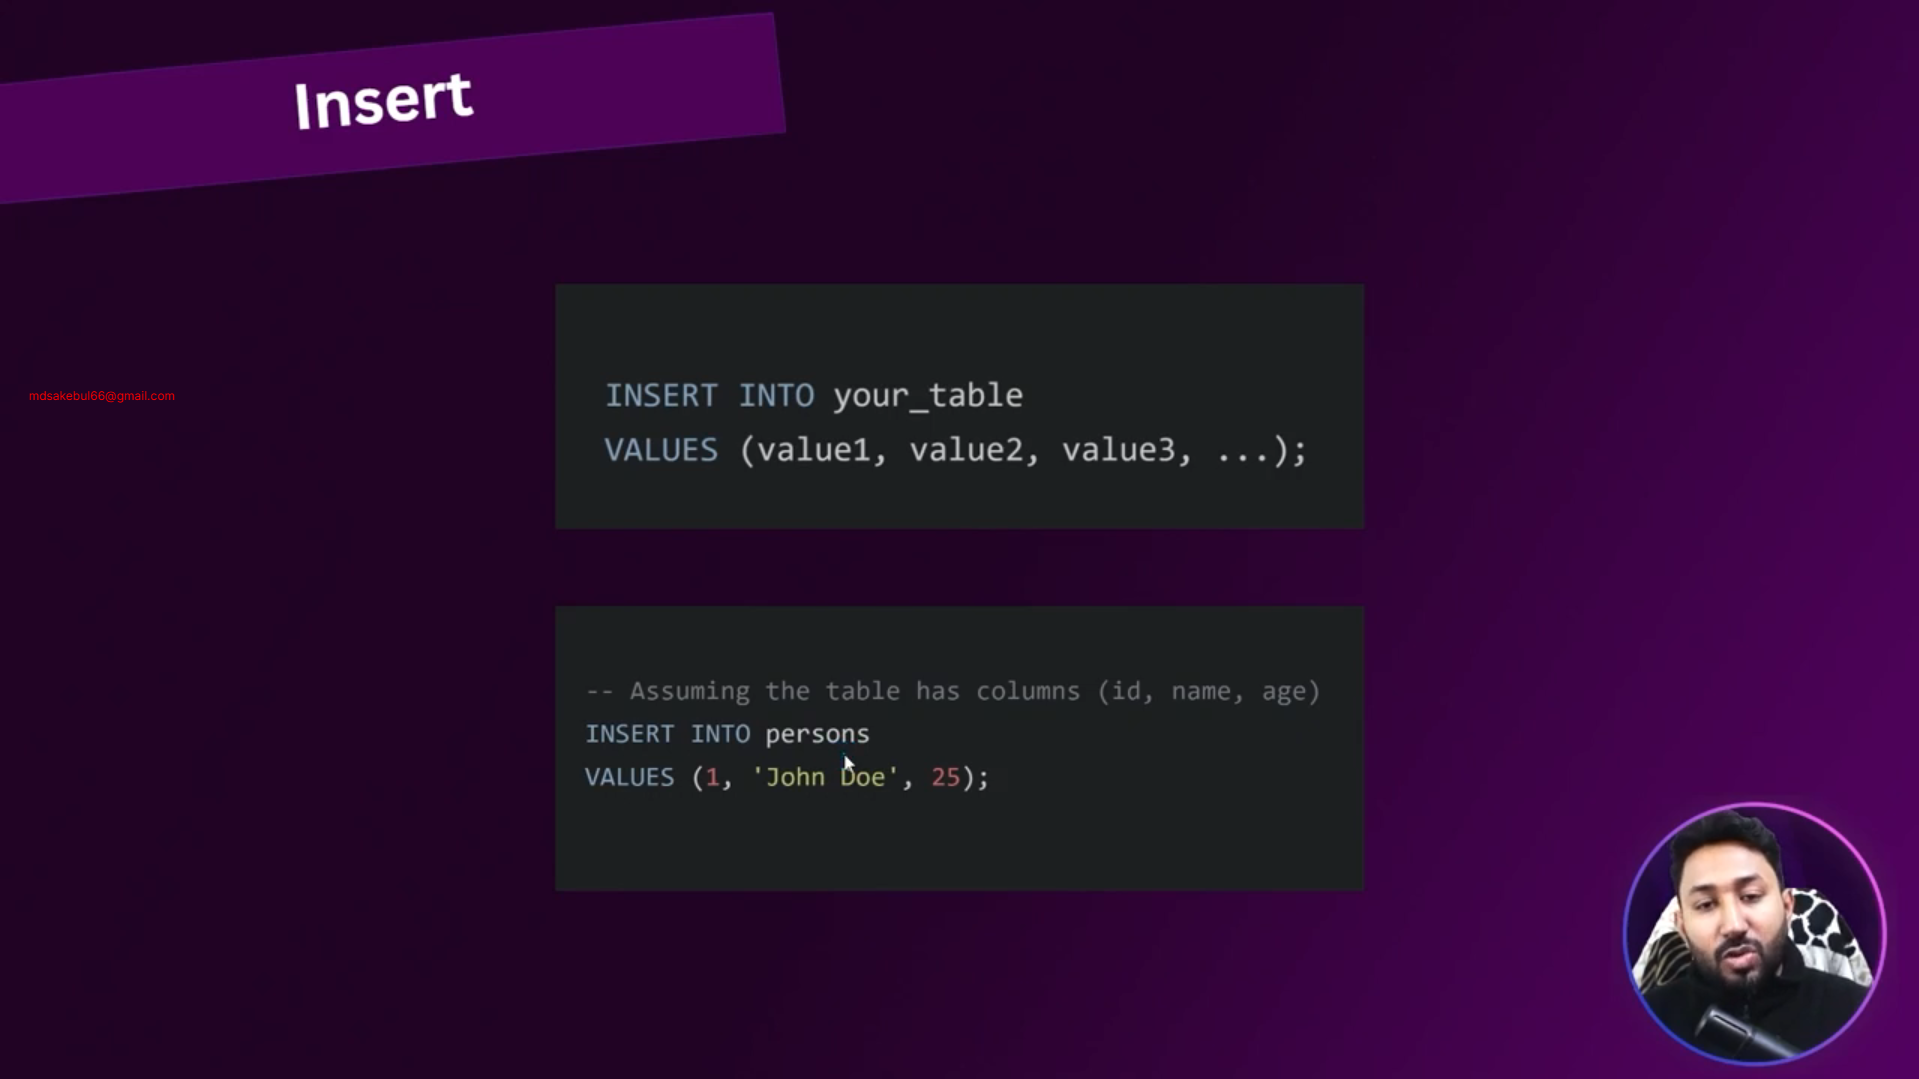 Insert
mdsakebul66@gmail.com
INSERT INTO your_table
VALUES (value1, value2, value3, ...);
-- Assuming the table has columns (id, name, age)
INSERT INTO persons
VALUES (1, 'John Doe', 25);